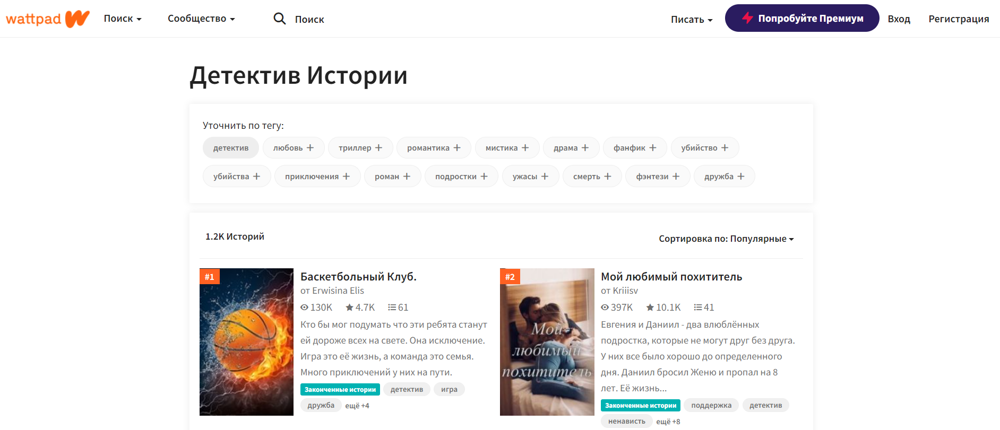 wattpad
Поиск
Сообщество
Поиск
Писать
Попробуйте Премиум
Вход
Регистрация
Детектив Истории
Уточнить по тегу:
детектив любовь + триллер + романтика + мистика + драма + фанфик + убийство +
убийства + приключения + роман + подростки + ужасы + смерть + фэнтези + дружба +
1.2K Историй
Сортировка по: Популярные
#1
Баскетбольный Клуб.
от Erwisina Elis
130K 4.7K 61
Кто бы мог подумать что эти ребята станут
ей дороже всех на свете. Она исключение.
Игра это её жизнь, а команда это семья.
Много приключений у них на пути.
Законченные истории детектив игра
дружба ещё +4
#2
Мой
любимый
похититель
Мой любимый похититель
от Kriiisv
397K 10.1K 41
Евгения и Даниил - два влюблённых
подростка, которые не могут друг без друга.
У них все было хорошо до определенного
дня. Даниил бросил Женю и пропал на 8
лет. Её жизнь...
Законченные истории поддержка детектив
ненависть ещё +8